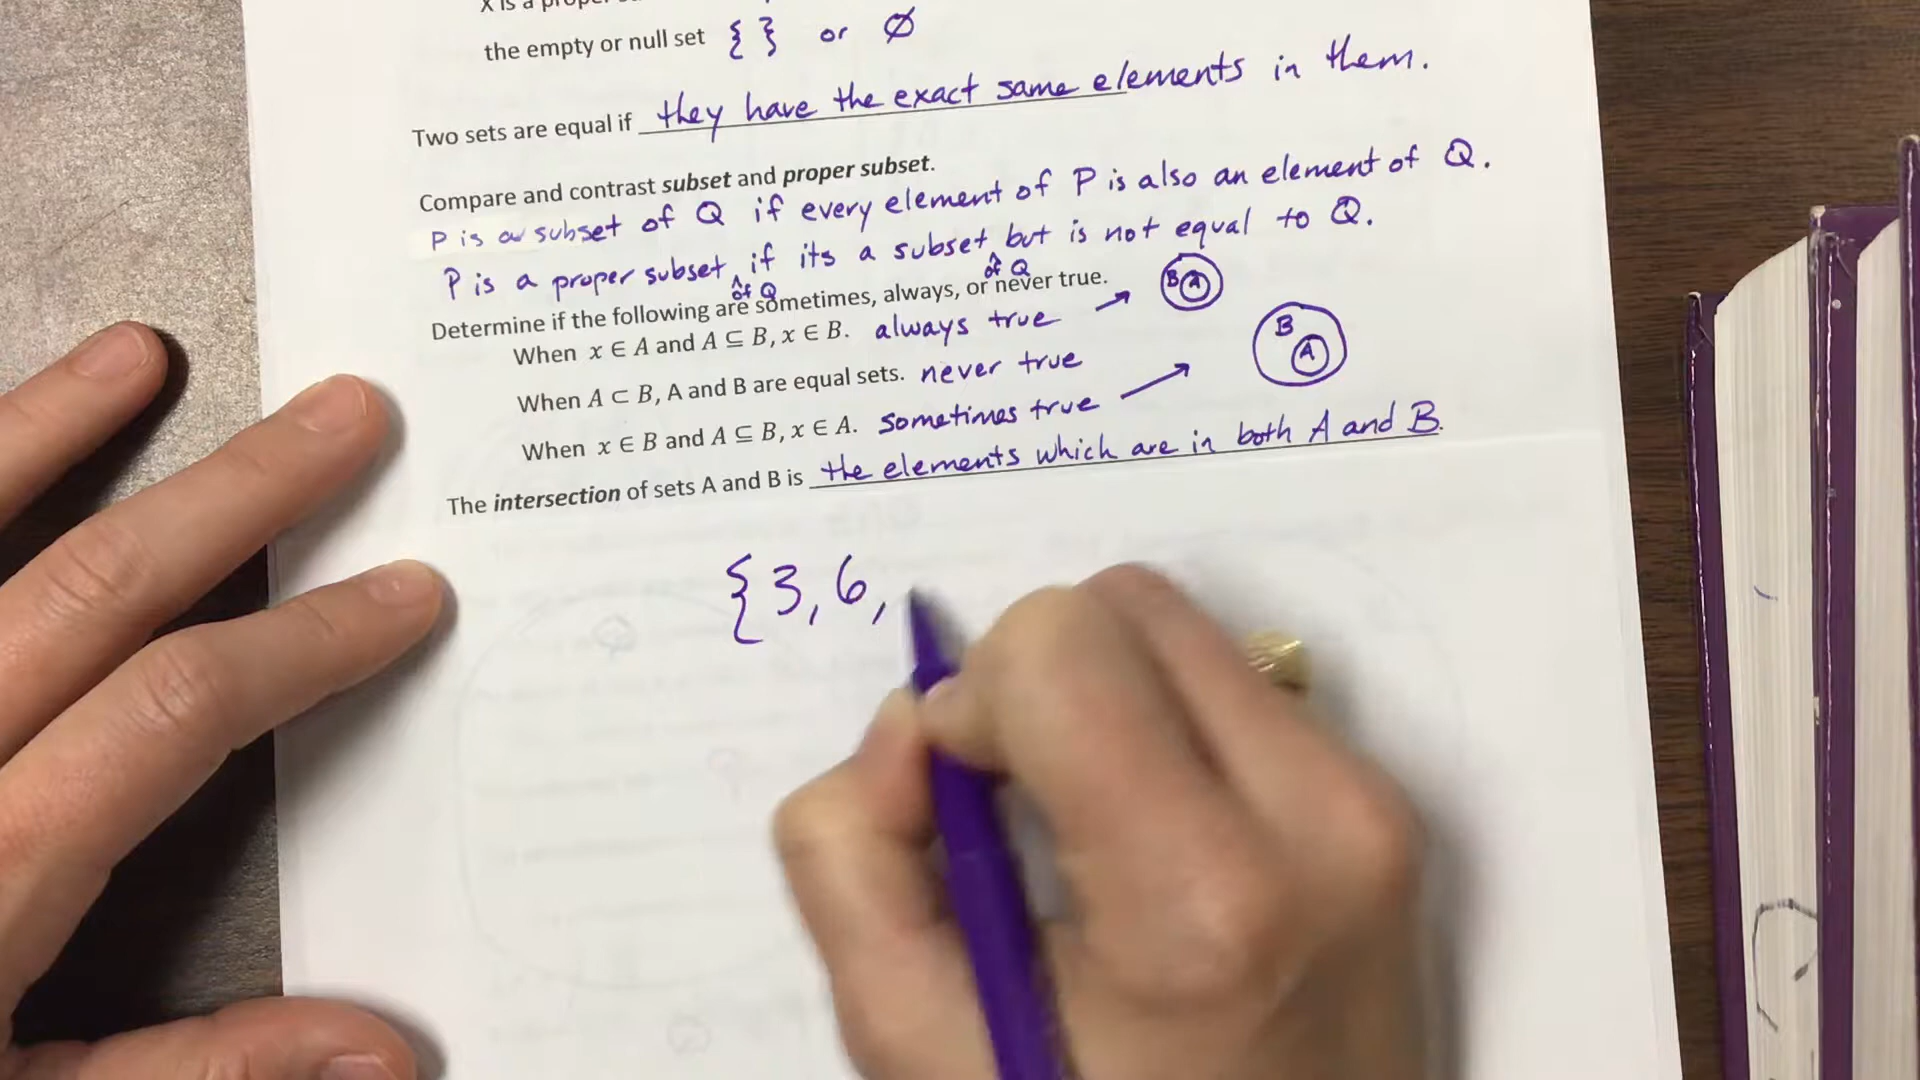 X is a proper
the empty or null set { } or ∅
Two sets are equal if they have the exact same elements in them.
Compare and contrast subset and proper subset.
P is a subset of Q if every element of P is also an element of Q.
P is a proper subset of Q if its a subset of Q but is not equal to Q.
Determine if the following are sometimes, always, or never true.
When x ∈ A and A ⊆ B, x ∈ B. always true → B A
When A ⊂ B, A and B are equal sets. never true
When x ∈ B and A ⊆ B, x ∈ A. sometimes true → B A
The intersection of sets A and B is the elements which are in both A and B.
{3, 6,